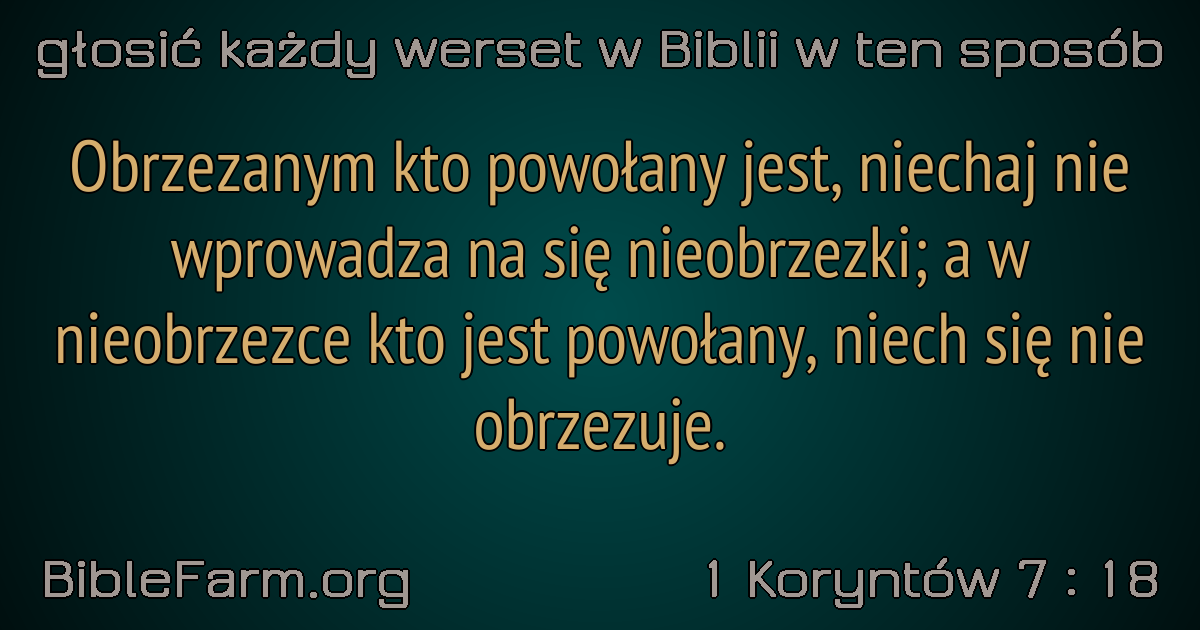 głosić każdy werset w Biblii w ten sposób
Obrzezanym kto powołany jest, niechaj nie
wprowadza na się nieobrzezki; a w
nieobrzezce kto jest powołany, niech się nie
obrzezuje.
BibleFarm.org
1 Koryntów 7 : 18